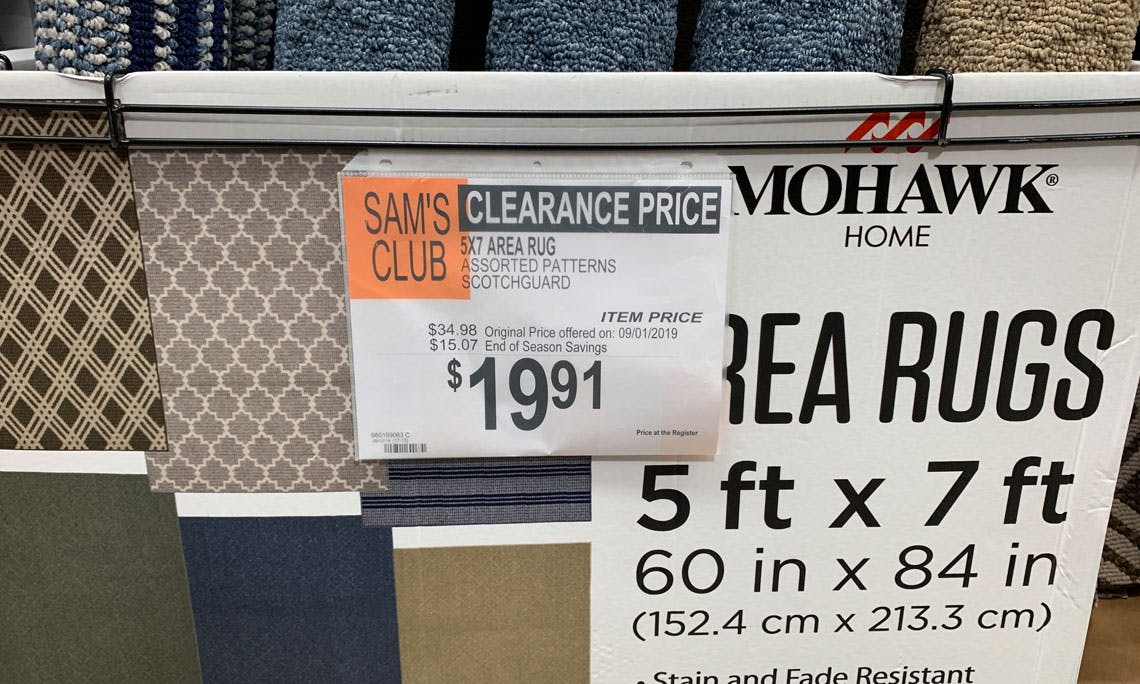 SAM'S
CLUB
CLEARANCE PRICE
5X7 AREA RUG
ASSORTED PATTERNS
SCOTCHGUARD
ITEM PRICE
$34.98 Original Price offered on: 09/01/2019
$15.07 End of Season Savings
$19 91
980169063 C
Price at the Register
MOHAWK®
HOME
REA RUGS
5 ft x 7 ft
60 in x 84 in
(152.4 cm x 213.3 cm)
• Stain and Fade Resistant